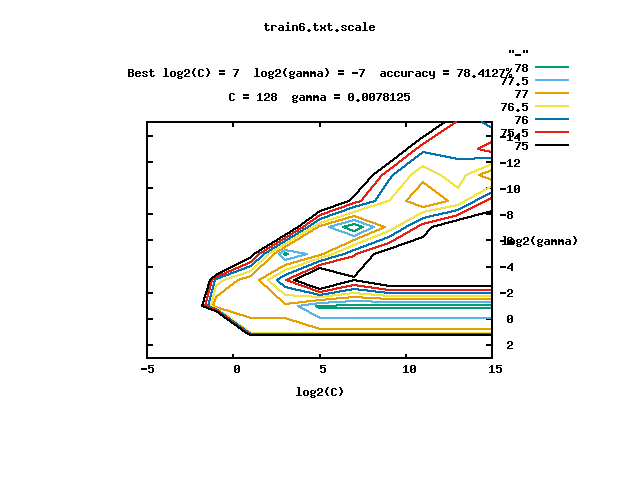 train6.txt.scale
"-"
Best log2(C) = 7  log2(gamma) = -7  accuracy = 78.4127%
78
77.5
C = 128  gamma = 0.0078125
77
76.5
76
75.5
75
-14
-12
-10
-8
-6
log2(gamma)
-4
-2
0
2
-5 0 5 10 15
log2(C)